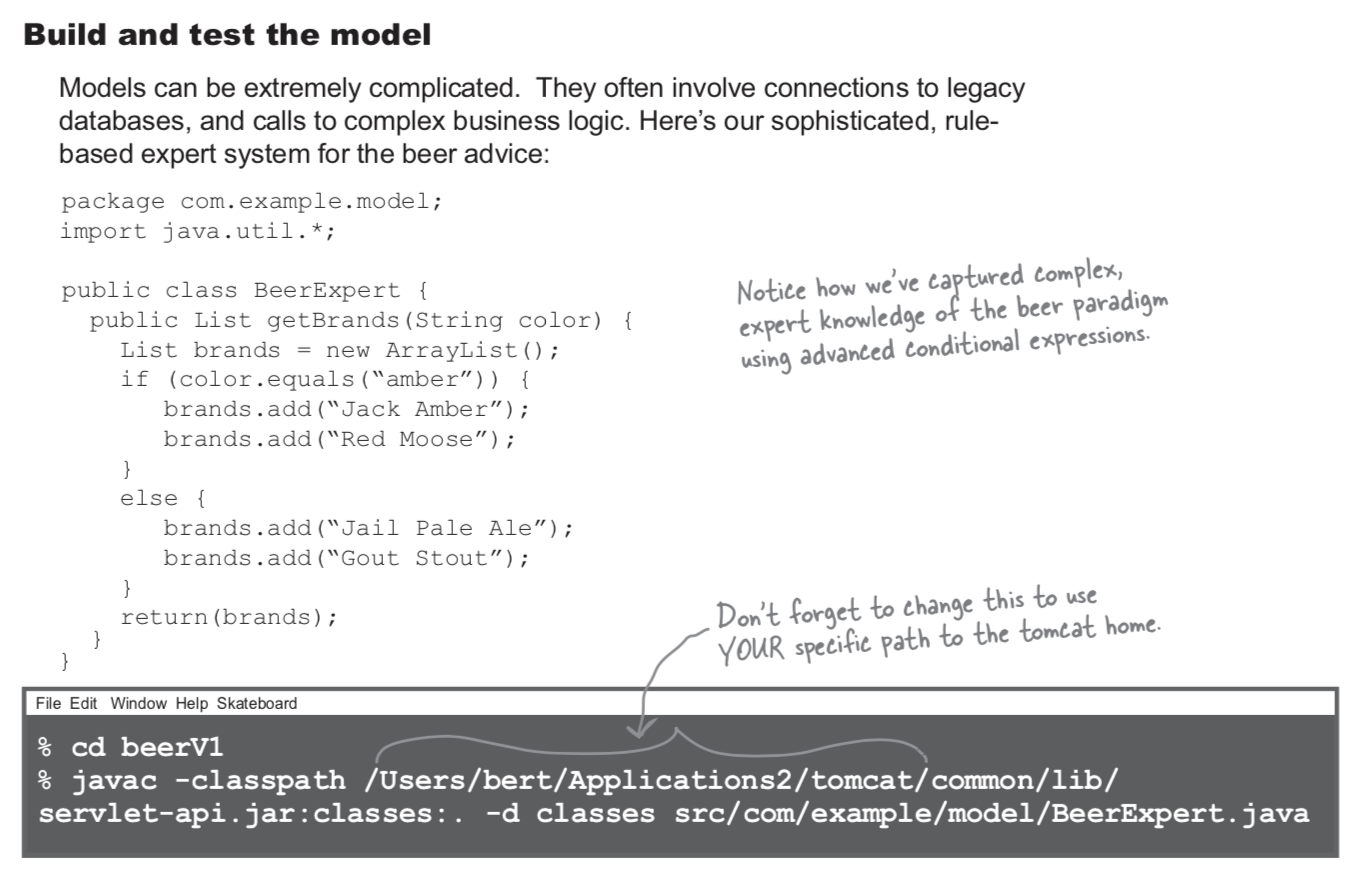 Build and test the model
Models can be extremely complicated.  They often involve connections to legacy
databases, and calls to complex business logic. Here’s our sophisticated, rule-
based expert system for the beer advice:
package com.example.model;
import java.util.*;
public class BeerExpert {
public List getBrands(String color) {
List brands = new ArrayList();
if (color.equals(“amber”)) {
brands.add(“Jack Amber”);
brands.add(“Red Moose”);
}
else {
brands.add(“Jail Pale Ale”);
brands.add(“Gout Stout”);
}
return(brands);
}
}
Notice how we’ve captured complex,
expert knowledge of the beer paradigm
using advanced conditional expressions.
Don’t forget to change this to use
YOUR specific path to the tomcat home.
File Edit Window Help Skateboard
% cd beerV1
% javac -classpath /Users/bert/Applications2/tomcat/common/lib/
servlet-api.jar:classes:. -d classes src/com/example/model/BeerExpert.java